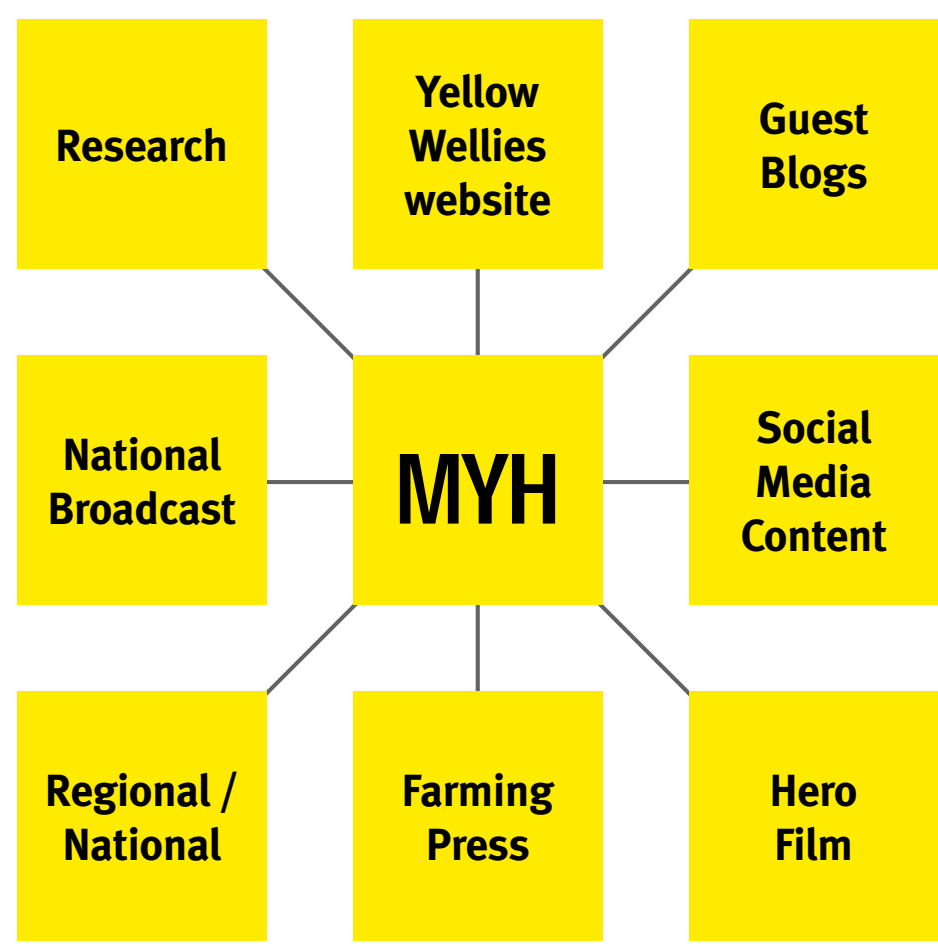 Research
Yellow
Wellies
website
Guest
Blogs
National
Broadcast
MYH
Social
Media
Content
Regional /
National
Farming
Press
Hero
Film